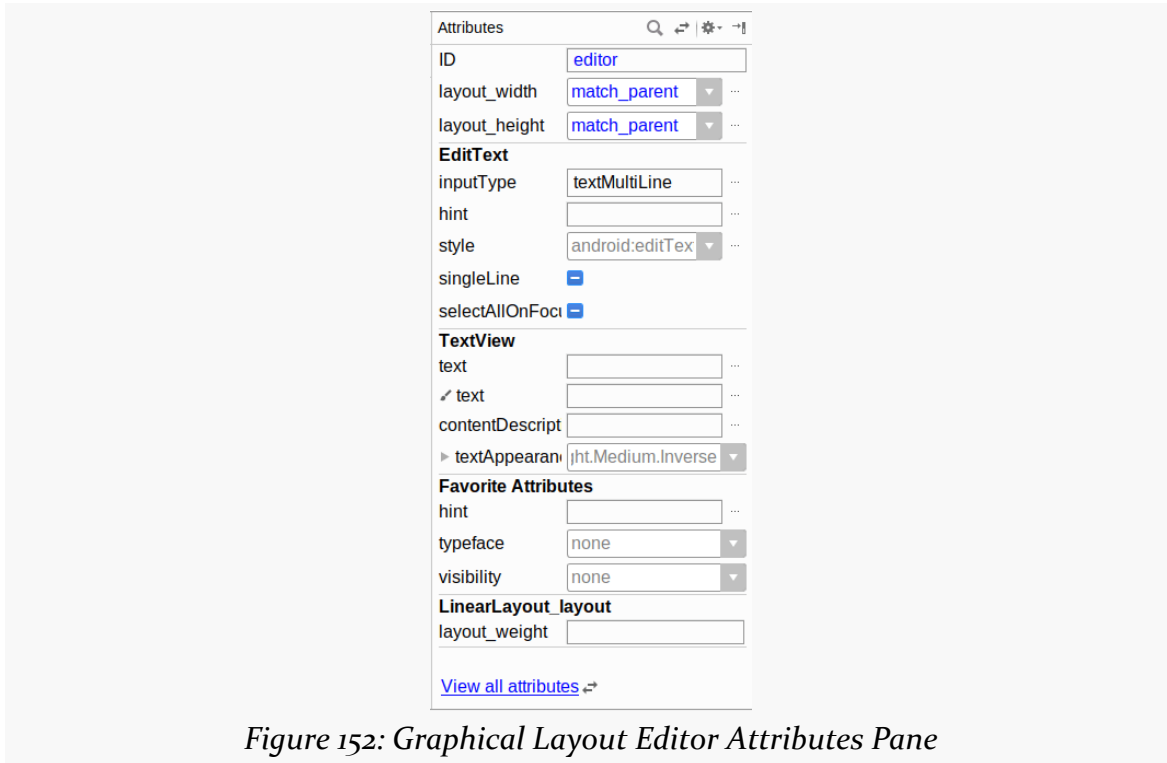 Attributes
ID editor
layout_width match_parent ...
layout_height match_parent ...
EditText
inputType textMultiLine ...
hint ...
style android:editTex ...
singleLine
selectAllOnFocu
TextView
text ...
text ...
contentDescript ...
textAppearan ght.Medium.Inverse
Favorite Attributes
hint ...
typeface none
visibility none
LinearLayout_layout
layout_weight
View all attributes
Figure 152: Graphical Layout Editor Attributes Pane